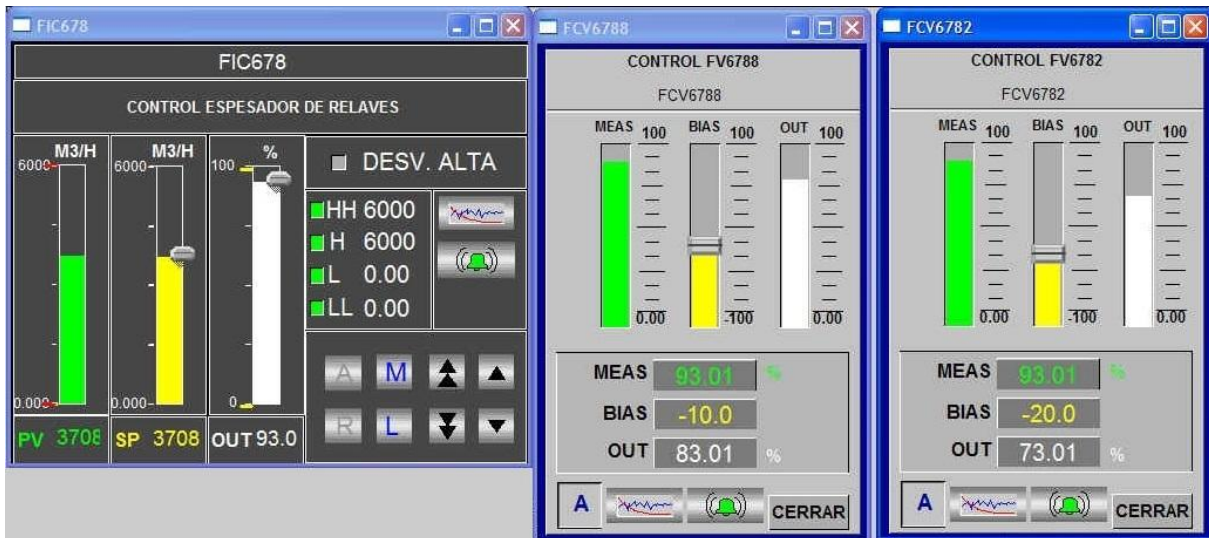 FIC678
FIC678
CONTROL ESPESADOR DE RELAVES
M3/H M3/H %
6000 6000 100
0.000 0.000 0
PV 3708 SP 3708 OUT 93.0
DESV. ALTA
HH 6000
H 6000
L 0.00
LL 0.00
A M
R L
FCV6788
CONTROL FV6788
FCV6788
MEAS 100 BIAS 100 OUT 100
0.00 -100 0.00
MEAS 93.01 %
BIAS -10.0
OUT 83.01 %
A CERRAR
FCV6782
CONTROL FV6782
FCV6782
MEAS 100 BIAS 100 OUT 100
0.00 -100 0.00
MEAS 93.01 %
BIAS -20.0
OUT 73.01 %
A CERRAR